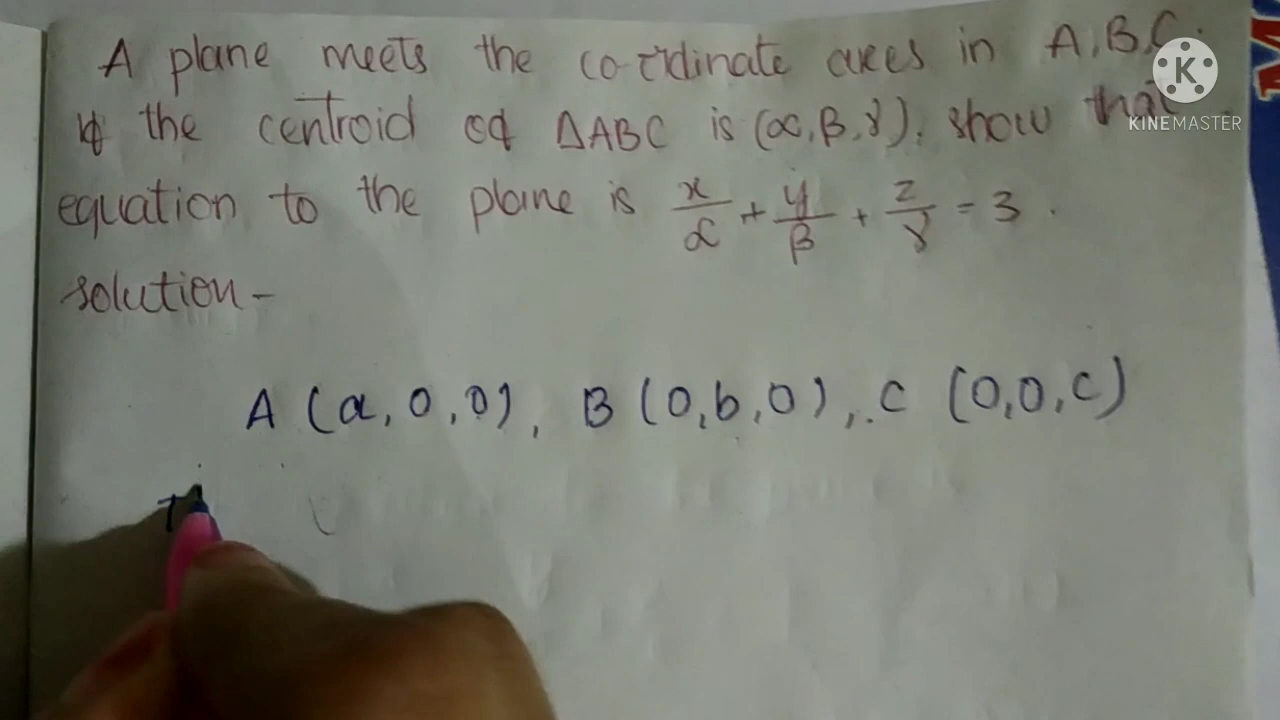 A plane meets the co-ordinate axes in A, B, C.
If the centroid of ΔABC is (α, β, γ), show that
equation to the plane is x/α + y/β + z/γ = 3.
solution-
A (a, 0, 0), B (0, b, 0), C (0, 0, c)
K
KINEMASTER